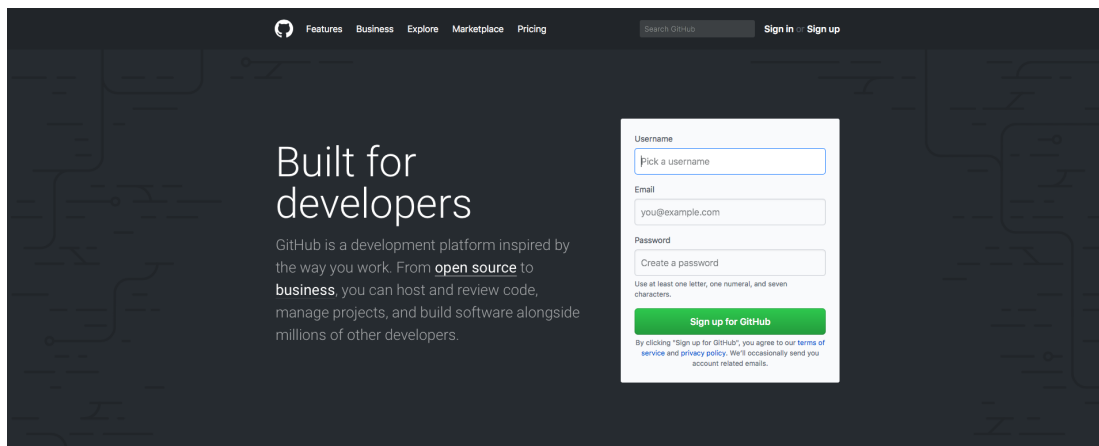 Features Business Explore Marketplace Pricing Search GitHub Sign in or Sign up
Built for
developers
GitHub is a development platform inspired by
the way you work. From open source to
business, you can host and review code,
manage projects, and build software alongside
millions of other developers.
Username
Pick a username
Email
you@example.com
Password
Create a password
Use at least one letter, one numeral, and seven
characters.
Sign up for GitHub
By clicking "Sign up for GitHub", you agree to our terms of
service and privacy policy. We'll occasionally send you
account related emails.